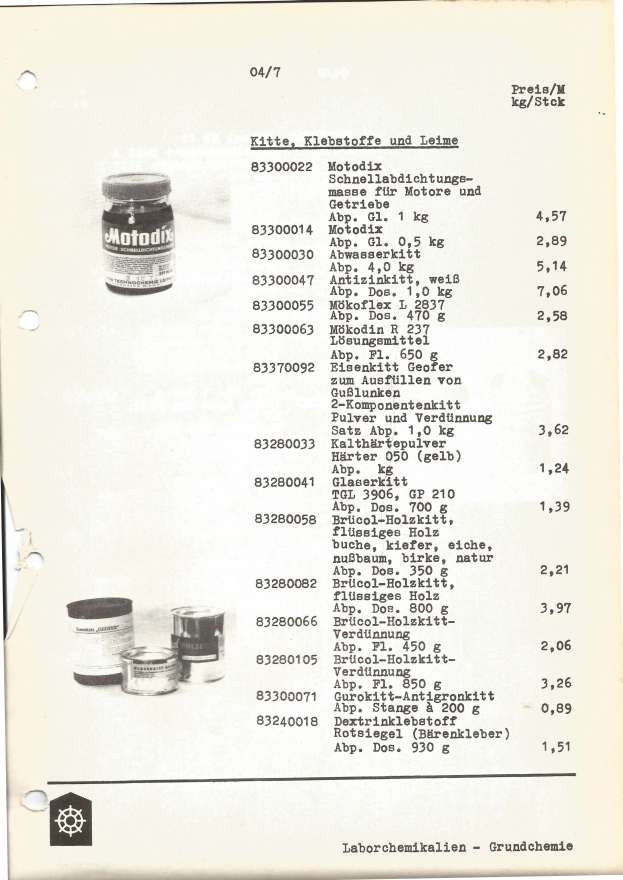 04/7
Preis/M
kg/Stck
Kitte, Klebstoffe und Leime
83300022 Motodix
Schnellabdichtungs-
masse für Motore und
Getriebe
Abp. Gl. 1 kg 4,57
83300014 Motodix
Abp. Gl. 0,5 kg 2,89
83300030 Abwasserkitt
Abp. 4,0 kg 5,14
83300047 Antizinkitt, weiß
Abp. Dos. 1,0 kg 7,06
83300055 Mökoflex L 2837
Abp. Dos. 470 g 2,58
83300063 Mökodin R 237
Lösungsmittel
Abp. Fl. 650 g 2,82
83370092 Eisenkitt Geofer
zum Ausfüllen von
Gußlunken
2-Komponentenkitt
Pulver und Verdünnung
Satz Abp. 1,0 kg 3,62
83280033 Kalthärtepulver
Härter 050 (gelb)
Abp. kg 1,24
83280041 Glaserkitt
TGL 3906, GP 210
Abp. Dos. 700 g 1,39
83280058 Brücol-Holzkitt,
flüssiges Holz
buche, kiefer, eiche,
nußbaum, birke, natur
Abp. Dos. 350 g 2,21
83280082 Brücol-Holzkitt,
flüssiges Holz
Abp. Dos. 800 g 3,97
83280066 Brücol-Holzkitt-
Verdünnung
Abp. Fl. 450 g 2,06
83280105 Brücol-Holzkitt-
Verdünnung
Abp. Fl. 850 g 3,26
83300071 Gurokitt-Antigronkitt
Abp. Stange à 200 g 0,89
83240018 Dextrinklebstoff
Rotsiegel (Bärenkleber)
Abp. Dos. 930 g 1,51
Motodix
Laborchemikalien - Grundchemie